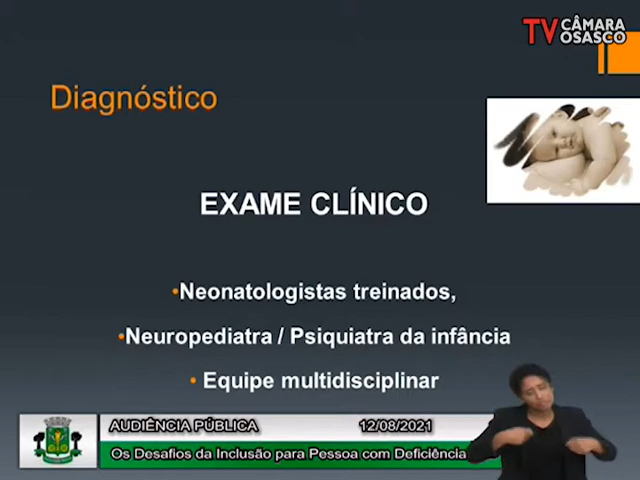 TV CÂMARA
OSASCO
Diagnóstico
EXAME CLÍNICO
•Neonatologistas treinados,
•Neuropediatra / Psiquiatra da infância
• Equipe multidisciplinar
AUDIÊNCIA PÚBLICA 12/08/2021
Os Desafios da Inclusão para Pessoa com Deficiência